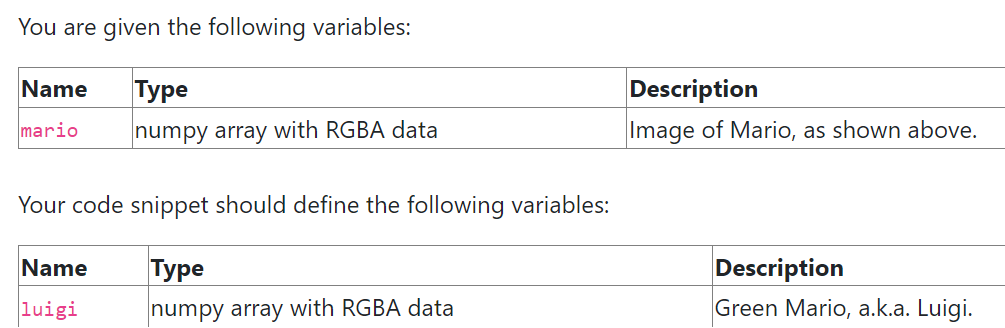 You are given the following variables:
Name Type Description
mario numpy array with RGBA data Image of Mario, as shown above.
Your code snippet should define the following variables:
Name Type Description
luigi numpy array with RGBA data Green Mario, a.k.a. Luigi.